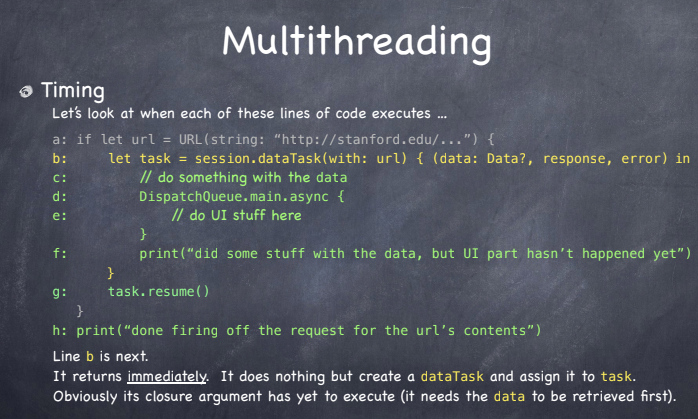 Multithreading
Timing
Let's look at when each of these lines of code executes ...
a: if let url = URL(string: “http://stanford.edu/...”) {
b: let task = session.dataTask(with: url) { (data: Data?, response, error) in
c: // do something with the data
d: DispatchQueue.main.async {
e: // do UI stuff here
}
f: print(“did some stuff with the data, but UI part hasn't happened yet”)
}
g: task.resume()
}
h: print(“done firing off the request for the url's contents”)
Line b is next.
It returns immediately. It does nothing but create a dataTask and assign it to task.
Obviously its closure argument has yet to execute (it needs the data to be retrieved first).